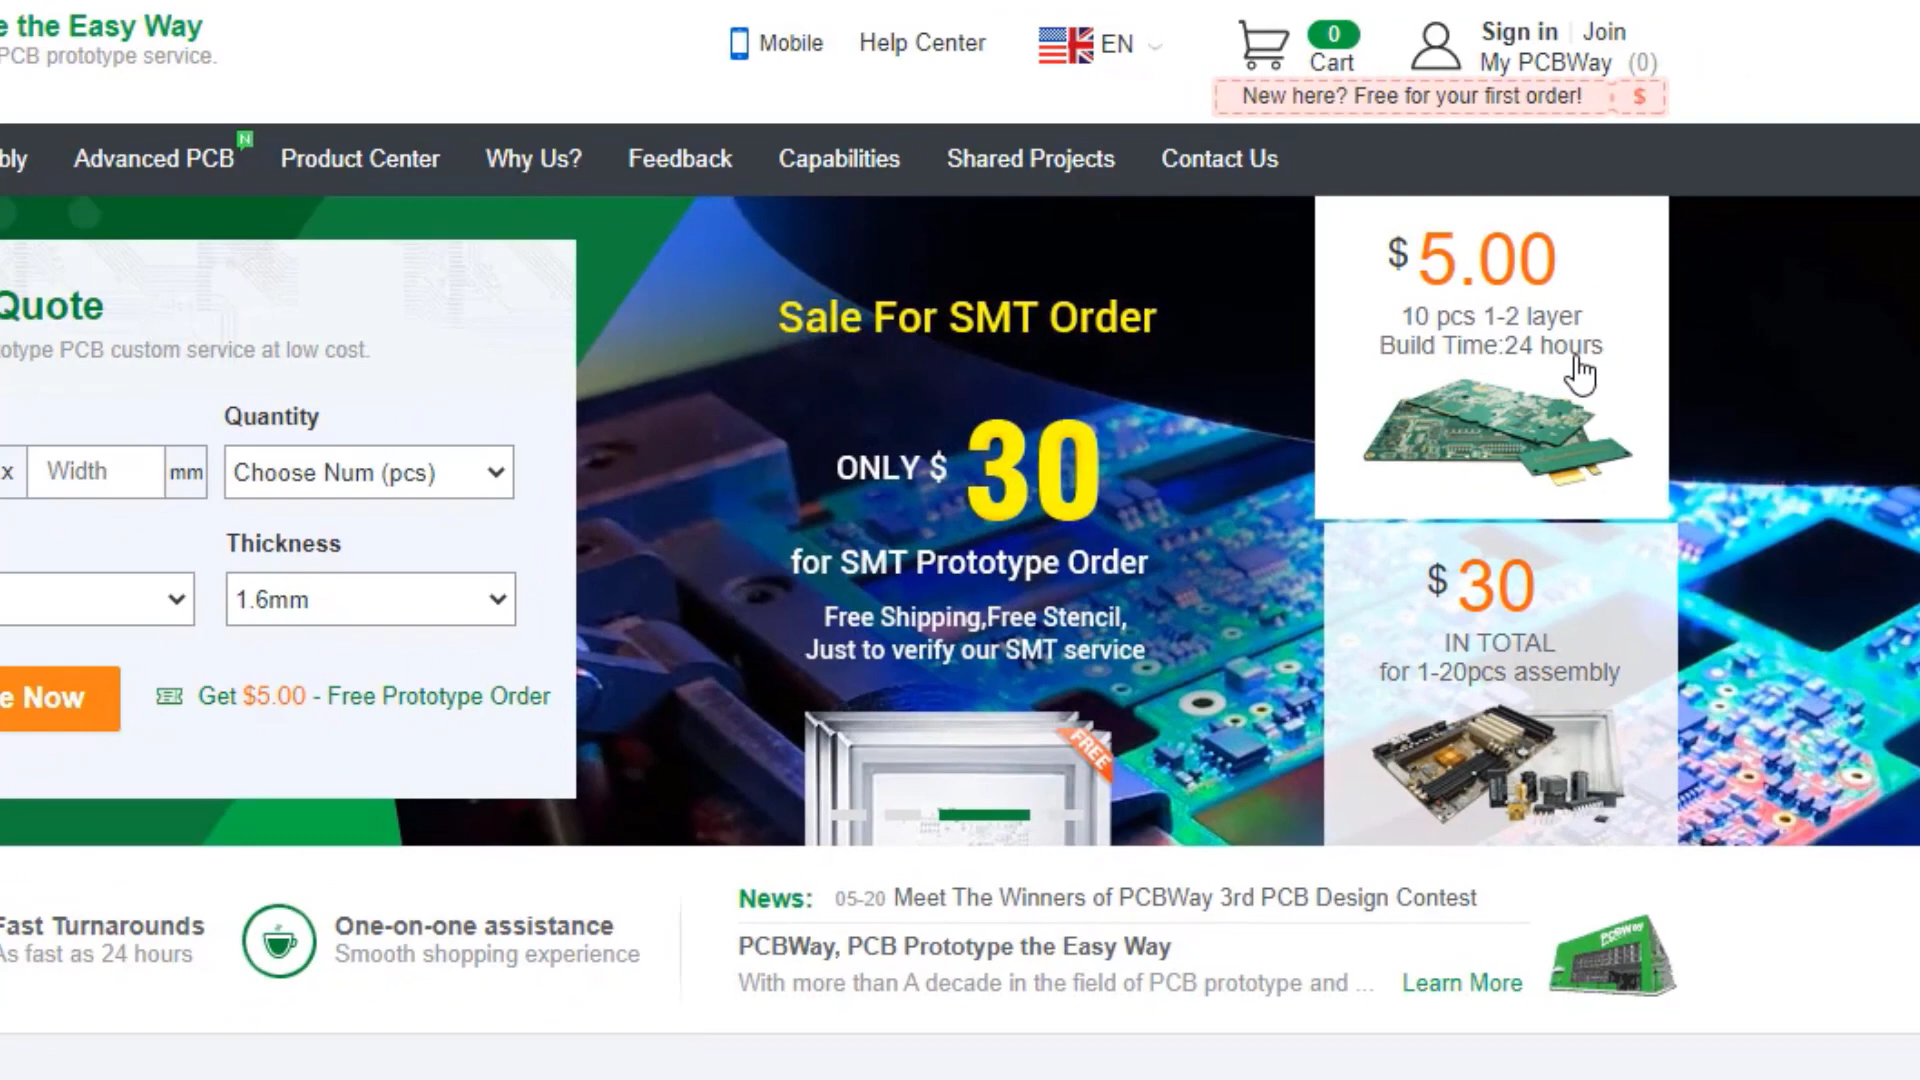 e the Easy Way
PCB prototype service.
Mobile
Help Center
EN
0
Cart
Sign in
Join
My PCBWay (0)
New here? Free for your first order! $
bly
Advanced PCB
N
Product Center
Why Us?
Feedback
Capabilities
Shared Projects
Contact Us
Quote
otype PCB custom service at low cost.
Quantity
x
Width
mm
Choose Num (pcs)
Thickness
1.6mm
e Now
Get $5.00 - Free Prototype Order
Sale For SMT Order
ONLY $ 30
for SMT Prototype Order
Free Shipping,Free Stencil,
Just to verify our SMT service
FREE
$ 5.00
10 pcs 1-2 layer
Build Time:24 hours
$ 30
IN TOTAL
for 1-20pcs assembly
Fast Turnarounds
As fast as 24 hours
One-on-one assistance
Smooth shopping experience
News: 05-20 Meet The Winners of PCBWay 3rd PCB Design Contest
PCBWay, PCB Prototype the Easy Way
With more than A decade in the field of PCB prototype and ...
Learn More
PCBWay